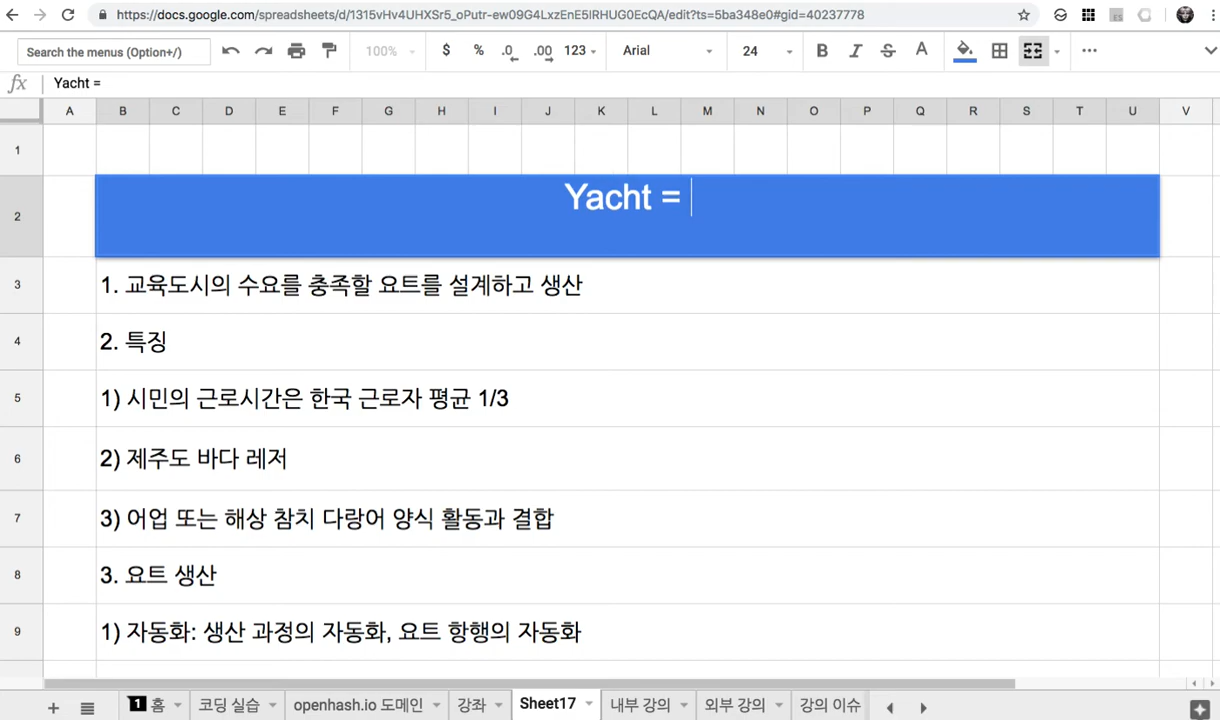 https://docs.google.com/spreadsheets/d/1315vHv4UHXSr5_oPutr-ew09G4LxzEnE5IRHUG0EcQA/edit?ts=5ba348e0#gid=40237778
Search the menus (Option+/) 100% $ % .0 .00 123 Arial 24 B I S A
fx Yacht =
A B C D E F G H I J K L M N O P Q R S T U V
1
2 Yacht =
3 1. 교육도시의 수요를 충족할 요트를 설계하고 생산
4 2. 특징
5 1) 시민의 근로시간은 한국 근로자 평균 1/3
6 2) 제주도 바다 레저
7 3) 어업 또는 해상 참치 다랑어 양식 활동과 결합
8 3. 요트 생산
9 1) 자동화: 생산 과정의 자동화, 요트 항행의 자동화
1 홈 코딩 실습 openhash.io 도메인 강좌 Sheet17 내부 강의 외부 강의 강의 이슈